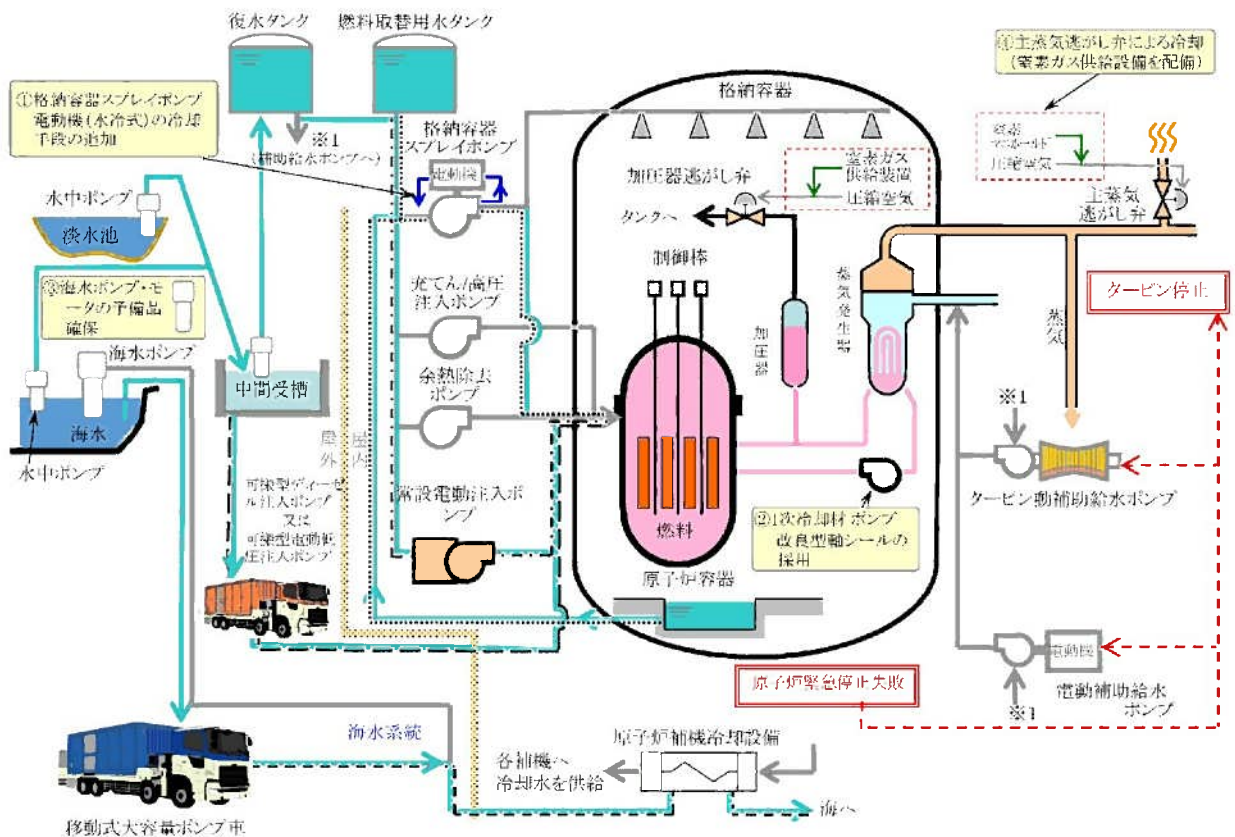 復水タンク
燃料取替用水タンク
④主蒸気逃がし弁による冷却
(窒素ガス供給設備を配備)
①格納容器スプレイポンプ
電動機(水冷式)の冷却
手段の追加
※1
(補助給水ポンプへ)
格納容器
スプレイポンプ
電動機
格納容器
窒素
マニホールド
圧縮空気
主蒸気
逃がし弁
加圧器逃がし弁
窒素ガス
供給装置
圧縮空気
タンクへ
水中ポンプ
淡水池
③海水ポンプ・モ
ータの予備品
確保
海水ポンプ
海水
水中ポンプ
中間受槽
充てん/高圧
注入ポンプ
余熱除去
ポンプ
屋外
屋内
常設電動注入ポ
ンプ
可搬型ディーゼ
ル注入ポンプ
又は
可搬型電動低
圧注入ポンプ
制御棒
加圧器
蒸気発生器
燃料
原子炉容器
②1次冷却材ポンプ
改良型軸シールの
採用
タービン停止
蒸気
※1
タービン動補助給水ポンプ
電動機
※1
電動補助給水
ポンプ
原子炉緊急停止失敗
海水系統
各補機へ
冷却水を供給
原子炉補機冷却設備
海へ
移動式大容量ポンプ車